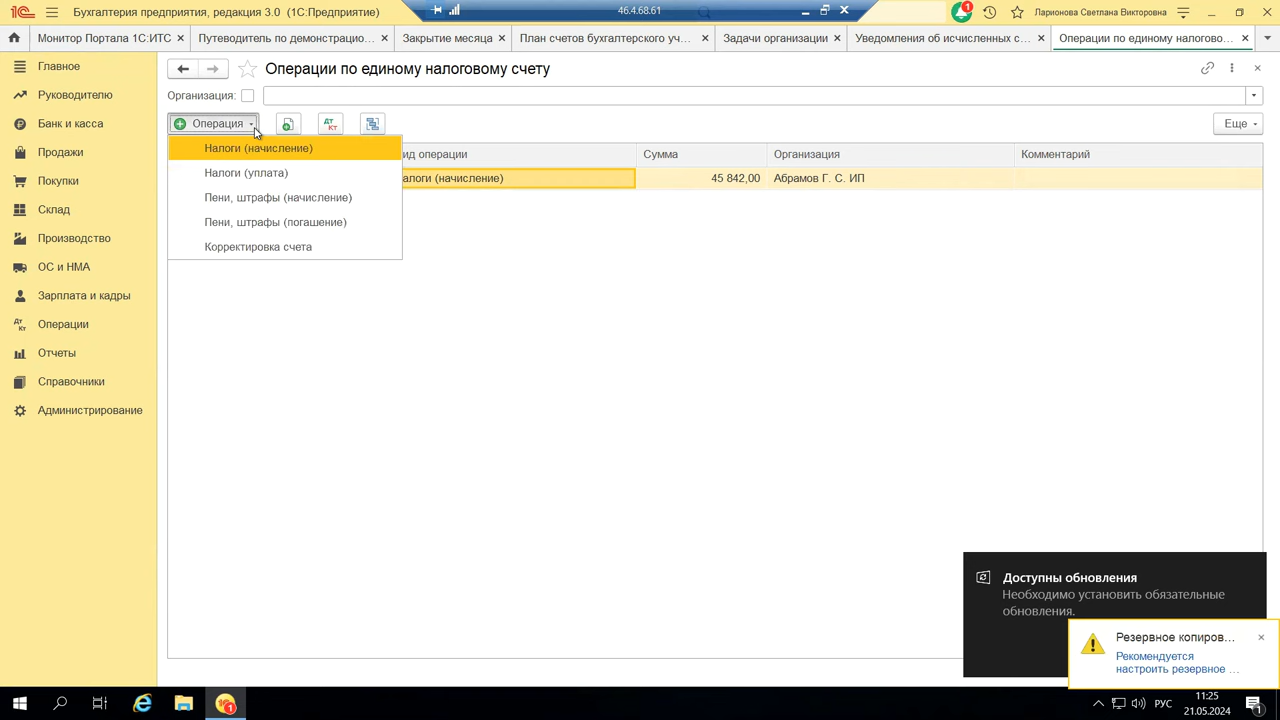 Бухгалтерия предприятия, редакция 3.0 (1С:Предприятие)
46.4.68.61
1
Ларионова Светлана Викторовна
Монитор Портала 1С:ИТС
Путеводитель по демонстрацио...
Закрытие месяца
План счетов бухгалтерского уч...
Задачи организации
Уведомления об исчисленных с...
Операции по единому налогово...
Главное
Руководителю
Банк и касса
Продажи
Покупки
Склад
Производство
ОС и НМА
Зарплата и кадры
Операции
Отчеты
Справочники
Администрирование
Операции по единому налоговому счету
Организация:
Операция
Дт Кт
Еще
Налоги (начисление)
Налоги (уплата)
Пени, штрафы (начисление)
Пени, штрафы (погашение)
Корректировка счета
ид операции
Сумма
Организация
Комментарий
алоги (начисление)
45 842,00
Абрамов Г. С. ИП
Доступны обновления
Необходимо установить обязательные
обновления.
Резервное копиров...
Рекомендуется
настроить резервное ...
РУС
11:25
21.05.2024
1